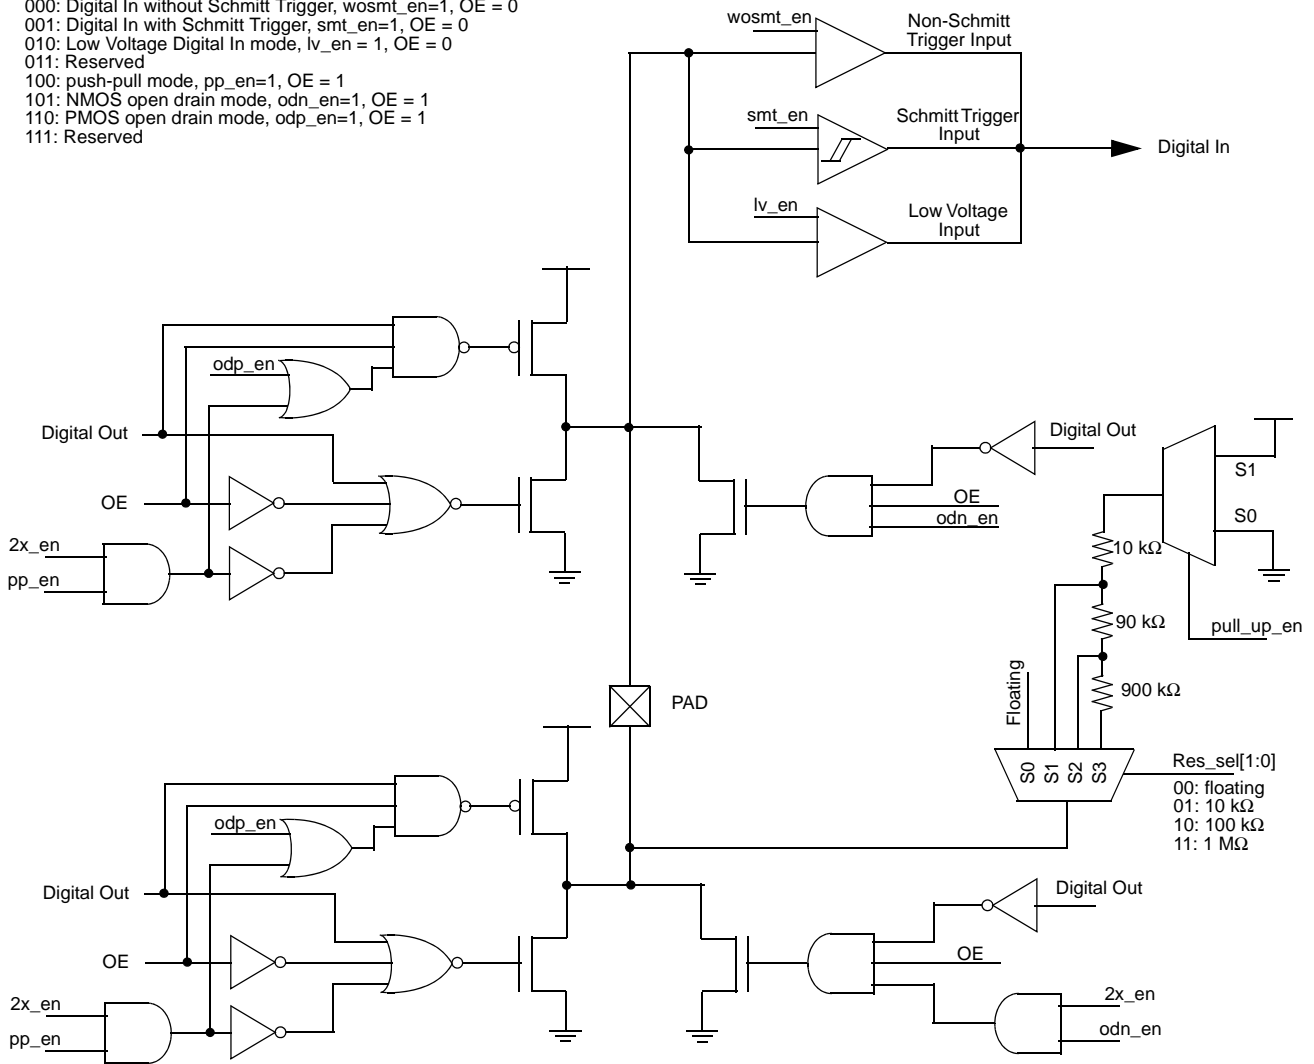 000: Digital In without Schmitt Trigger, wosmt_en=1, OE = 0
001: Digital In with Schmitt Trigger, smt_en=1, OE = 0
010: Low Voltage Digital In mode, lv_en = 1, OE = 0
011: Reserved
100: push-pull mode, pp_en=1, OE = 1
101: NMOS open drain mode, odn_en=1, OE = 1
110: PMOS open drain mode, odp_en=1, OE = 1
111: Reserved
wosmt_en
Non-Schmitt
Trigger Input
smt_en
Schmitt Trigger
Input
Digital In
lv_en
Low Voltage
Input
odp_en
Digital Out
OE
2x_en
pp_en
Digital Out
OE
odn_en
S1
S0
10 kΩ
90 kΩ
pull_up_en
900 kΩ
Floating
PAD
S0
S1
S2
S3
Res_sel[1:0]
00: floating
01: 10 kΩ
10: 100 kΩ
11: 1 MΩ
odp_en
Digital Out
OE
2x_en
pp_en
Digital Out
OE
2x_en
odn_en